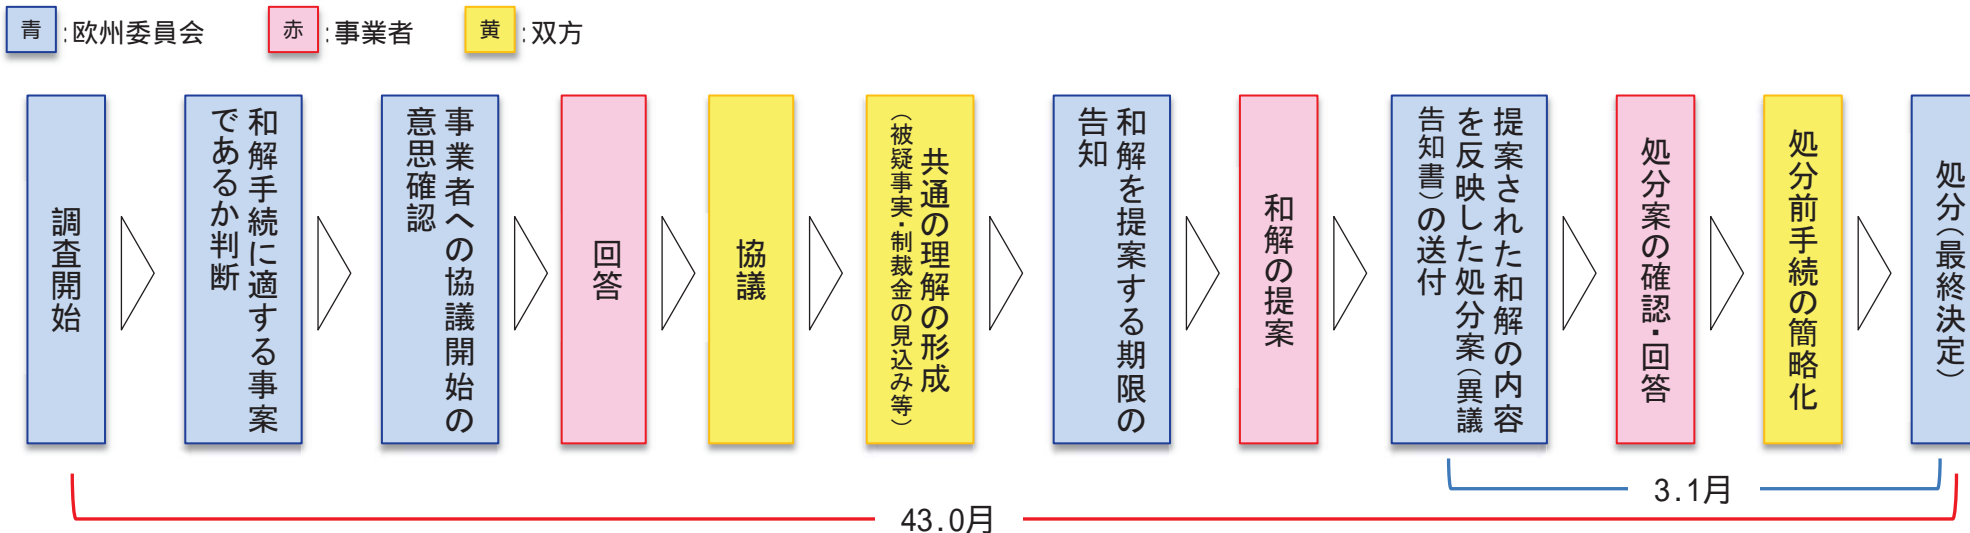 青:欧州委員会
赤:事業者
黄:双方
調査開始
和解手続に適する事案
であるか判断
事業者への協議開始の
意思確認
回答
協議
共通の理解の形成
（被疑事実・制裁金の見込み等）
和解を提案する期限の
告知
和解の提案
提案された和解の内容
を反映した処分案（異議
告知書）の送付
処分案の確認・回答
処分前手続の簡略化
処分（最終決定）
3.1月
43.0月